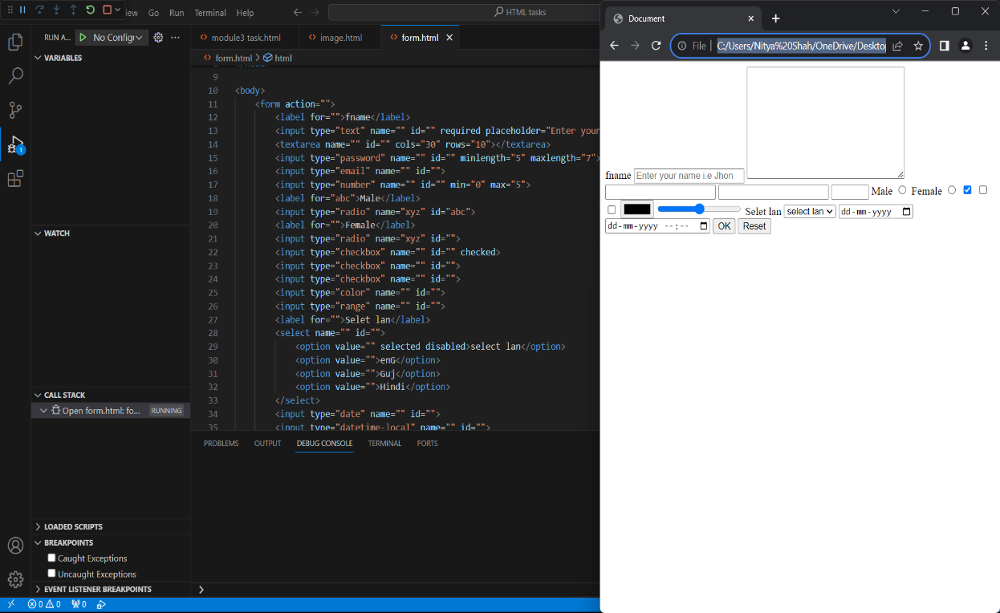 iew Go Run Terminal Help
HTML tasks
RUN A... No Configu
VARIABLES
WATCH
CALL STACK
Open form.html: fo... RUNNING
LOADED SCRIPTS
BREAKPOINTS
Caught Exceptions
Uncaught Exceptions
EVENT LISTENER BREAKPOINTS
1
0 0 0
module3 task.html image.html form.html
form.html > html
9
10 <body>
11 <form action="">
12 <label for="">fname</label>
13 <input type="text" name="" id="" required placeholder="Enter your
14 <textarea name="" id="" cols="30" rows="10"></textarea>
15 <input type="password" name="" id="" minlength="5" maxlength="7">
16 <input type="email" name="" id="">
17 <input type="number" name="" id="" min="0" max="5">
18 <label for="abc">Male</label>
19 <input type="radio" name="xyz" id="abc">
20 <label for="">Female</label>
21 <input type="radio" name="xyz" id="">
22 <input type="checkbox" name="" id="" checked>
23 <input type="checkbox" name="" id="">
24 <input type="checkbox" name="" id="">
25 <input type="color" name="" id="">
26 <input type="range" name="" id="">
27 <label for="">Selet lan</label>
28 <select name="" id="">
29 <option value="" selected disabled>select lan</option>
30 <option value="">enG</option>
31 <option value="">Guj</option>
32 <option value="">Hindi</option>
33 </select>
34 <input type="date" name="" id="">
35 <input type="datetime-local" name="" id="">
PROBLEMS OUTPUT DEBUG CONSOLE TERMINAL PORTS
Document
File C:/Users/Nitya%20Shah/OneDrive/Deskto
fname Enter your name i.e Jhon
Male Female
Selet lan select lan dd-mm-yyyy
dd-mm-yyyy --:-- OK Reset